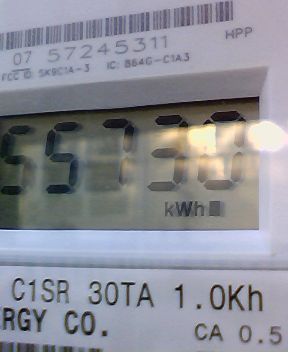 07 57245311
HPP
FCC ID: SK9C1A-3 IC: 864G-C1A3
55730
kWh
C1SR 30TA 1.0Kh
RGY CO.
CA 0.5